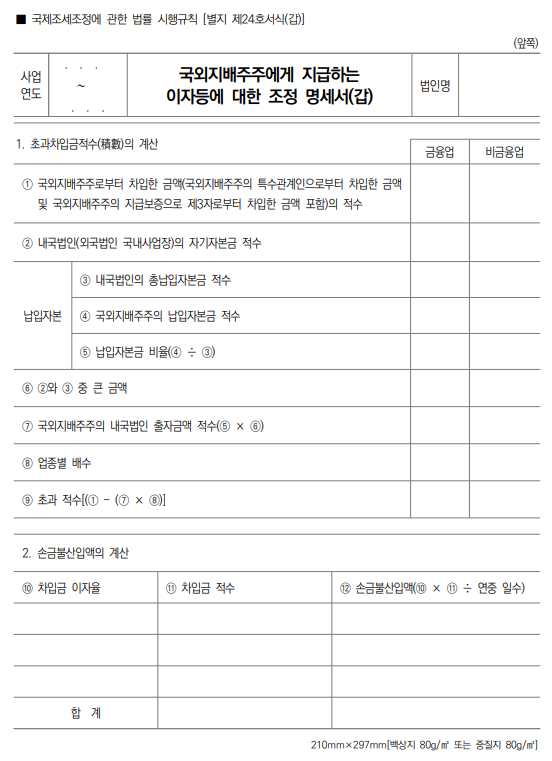 ■ 국제조세조정에 관한 법률 시행규칙 [별지 제24호서식(갑)]
(앞쪽)
사업
연도
. . .
~
. . .
국외지배주주에게 지급하는
이자등에 대한 조정 명세서(갑)
법인명
1. 초과차입금적수(積數)의 계산
금융업
비금융업
① 국외지배주주로부터 차입한 금액(국외지배주주의 특수관계인으로부터 차입한 금액
및 국외지배주주의 지급보증으로 제3자로부터 차입한 금액 포함)의 적수
② 내국법인(외국법인 국내사업장)의 자기자본금 적수
납입자본
③ 내국법인의 총납입자본금 적수
④ 국외지배주주의 납입자본금 적수
⑤ 납입자본금 비율(④ ÷ ③)
⑥ ②와 ③ 중 큰 금액
⑦ 국외지배주주의 내국법인 출자금액 적수(⑤ × ⑥)
⑧ 업종별 배수
⑨ 초과 적수[(① - (⑦ × ⑧)]
2. 손금불산입액의 계산
⑩ 차입금 이자율
⑪ 차입금 적수
⑫ 손금불산입액(⑩ × ⑪ ÷ 연중 일수)
합 계
210mm×297mm[백상지 80g/㎡ 또는 중질지 80g/㎡]